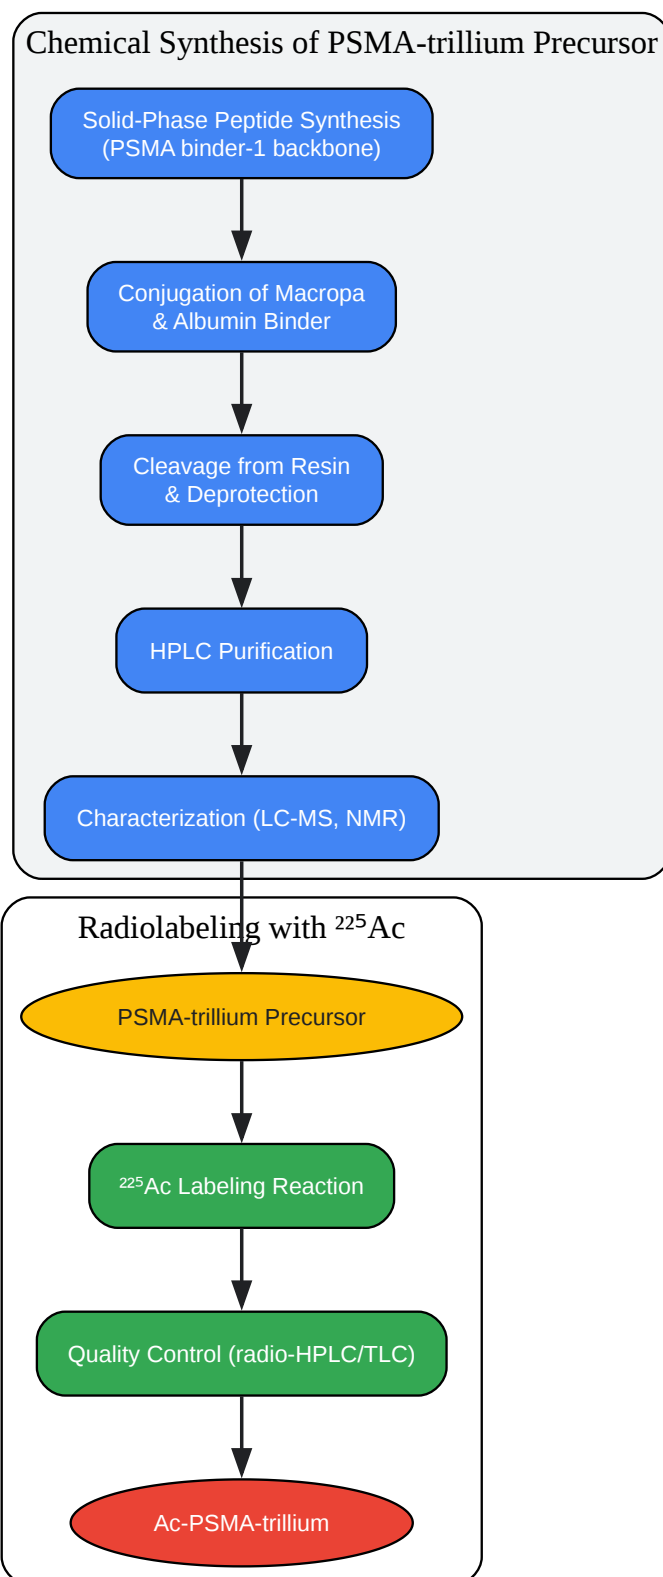 Chemical Synthesis of PSMA-trillium Precursor
Solid-Phase Peptide Synthesis
(PSMA binder-1 backbone)
Conjugation of Macropa
& Albumin Binder
Cleavage from Resin
& Deprotection
HPLC Purification
Characterization (LC-MS, NMR)
Radiolabeling with ²²⁵Ac
PSMA-trillium Precursor
²²⁵Ac Labeling Reaction
Quality Control (radio-HPLC/TLC)
Ac-PSMA-trillium